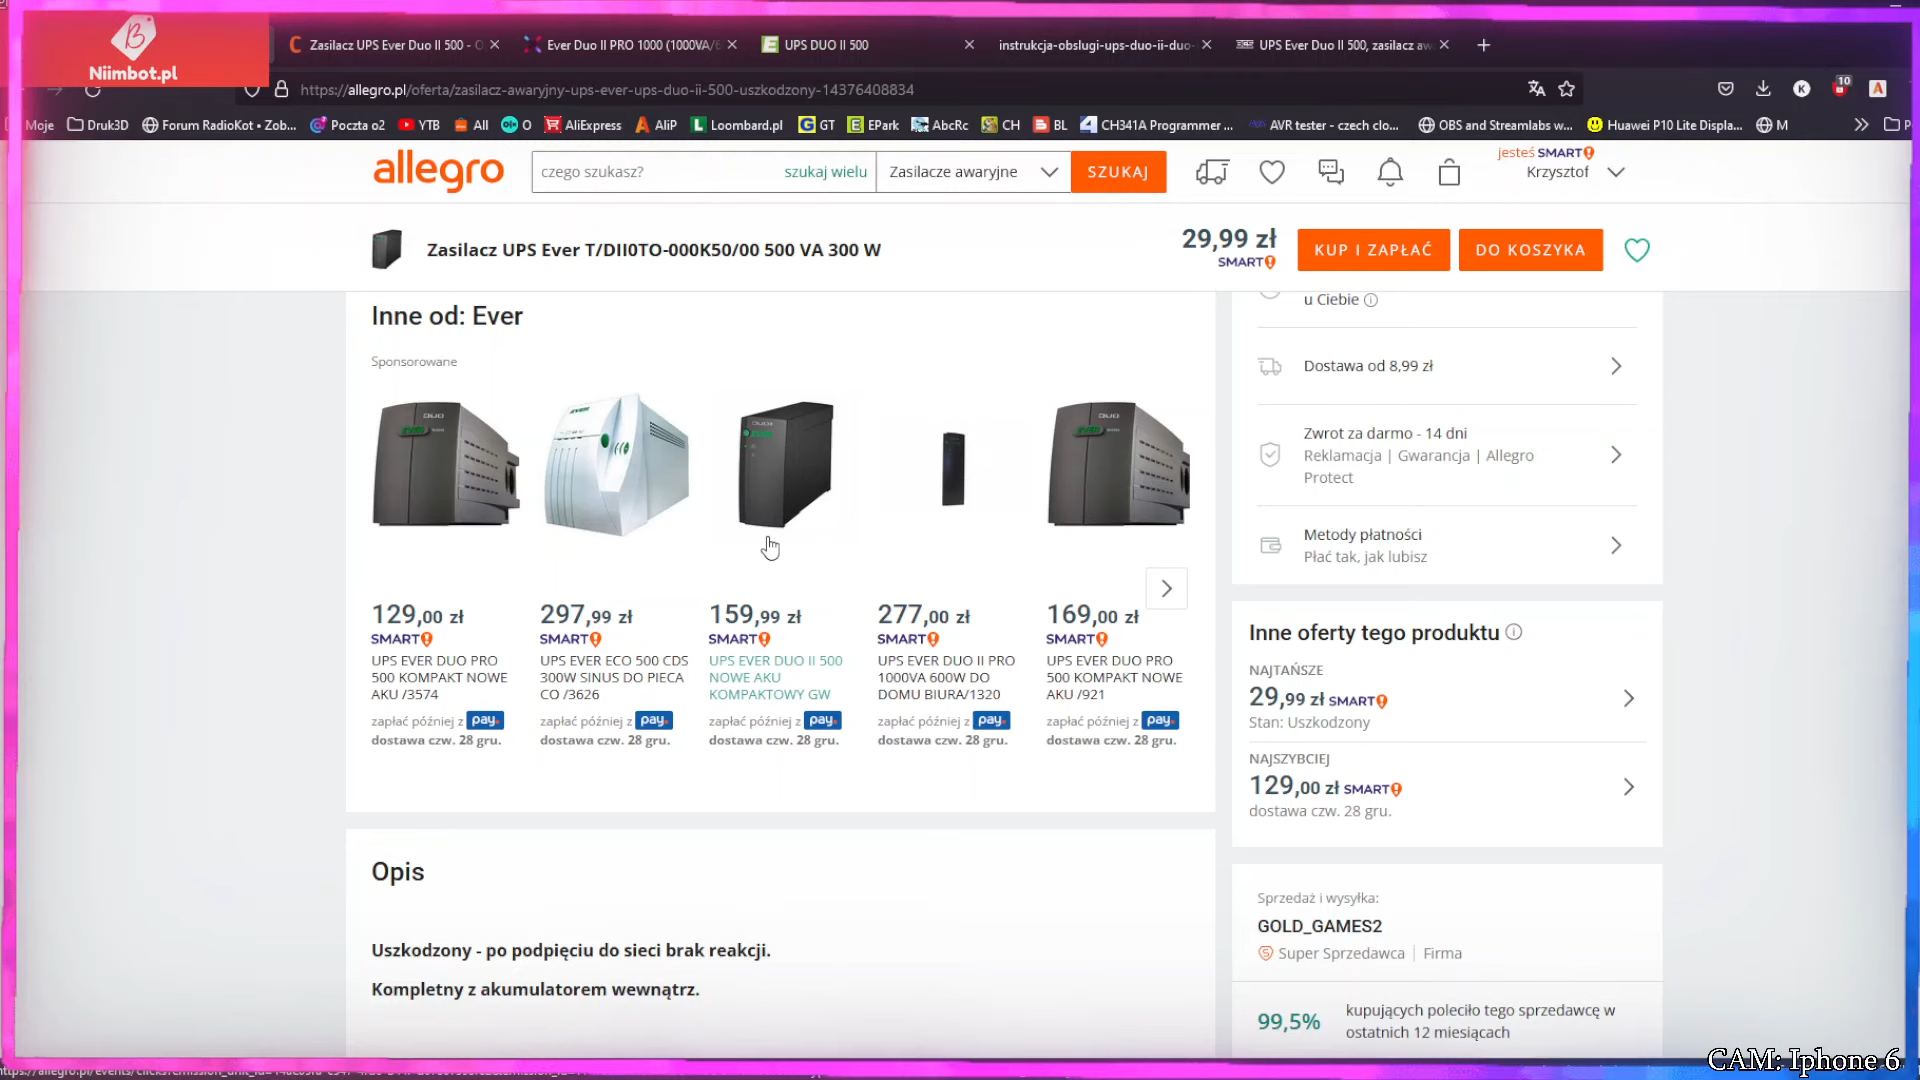 Niimbot.pl
Zasilacz UPS Ever Duo II 500 - O
Ever Duo II PRO 1000 (1000VA/6
UPS DUO II 500
instrukcja-obslugi-ups-duo-ii-duo-
UPS Ever Duo II 500, zasilacz aw
https://allegro.pl/oferta/zasilacz-awaryjny-ups-ever-ups-duo-ii-500-uszkodzony-14376408834
10
Moje Druk3D Forum RadioKot • Zob... Poczta o2 YTB All O AliExpress AliP Loombard.pl GT EPark AbcRc CH BL CH341A Programmer ... AVR tester - czech clo... OBS and Streamlabs w... Huawei P10 Lite Displa... M
allegro
czego szukasz?
szukaj wielu
Zasilacze awaryjne
SZUKAJ
jesteś SMART!
Krzysztof
Zasilacz UPS Ever T/DII0TO-000K50/00 500 VA 300 W
29,99 zł
SMART!
KUP I ZAPŁAĆ
DO KOSZYKA
Inne od: Ever
Sponsorowane
129,00 zł
SMART!
UPS EVER DUO PRO
500 KOMPAKT NOWE
AKU /3574
zapłać później z pay.
dostawa czw. 28 gru.
297,99 zł
SMART!
UPS EVER ECO 500 CDS
300W SINUS DO PIECA
CO /3626
zapłać później z pay.
dostawa czw. 28 gru.
159,99 zł
SMART!
UPS EVER DUO II 500
NOWE AKU
KOMPAKTOWY GW
zapłać później z pay.
dostawa czw. 28 gru.
277,00 zł
SMART!
UPS EVER DUO II PRO
1000VA 600W DO
DOMU BIURA/1320
zapłać później z pay.
dostawa czw. 28 gru.
169,00 zł
SMART!
UPS EVER DUO PRO
500 KOMPAKT NOWE
AKU /921
zapłać później z pay.
dostawa czw. 28 gru.
Opis
Uszkodzony - po podpięciu do sieci brak reakcji.
Kompletny z akumulatorem wewnątrz.
u Ciebie
Dostawa od 8,99 zł
Zwrot za darmo - 14 dni
Reklamacja | Gwarancja | Allegro
Protect
Metody płatności
Płać tak, jak lubisz
Inne oferty tego produktu
NAJTAŃSZE
29,99 zł SMART!
Stan: Uszkodzony
NAJSZYBCIEJ
129,00 zł SMART!
dostawa czw. 28 gru.
Sprzedaż i wysyłka:
GOLD_GAMES2
Super Sprzedawca | Firma
99,5%
kupujących poleciło tego sprzedawcę w
ostatnich 12 miesiącach
CAM: Iphone 6